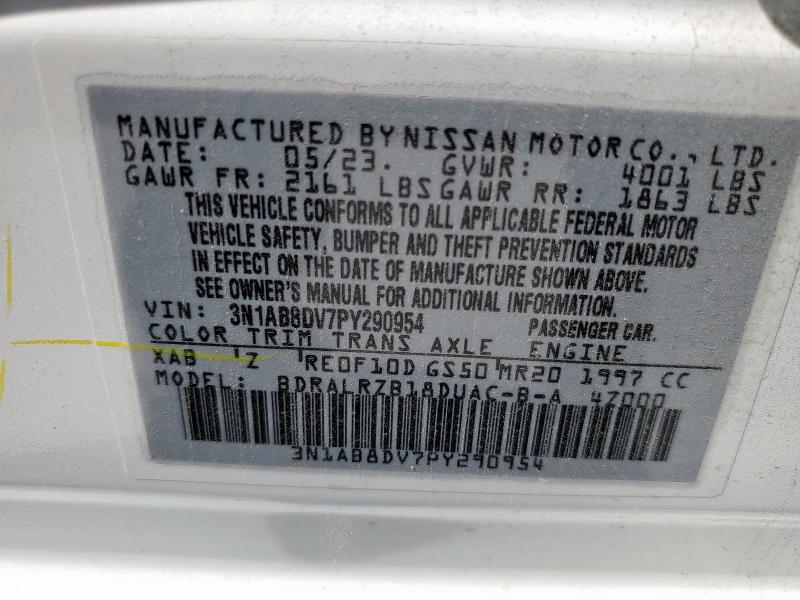 MANUFACTURED BY NISSAN MOTOR CO., LTD.
DATE: 05/23. GVWR: 4001 LBS
GAWR FR: 2161 LBS GAWR RR: 1863 LBS
THIS VEHICLE CONFORMS TO ALL APPLICABLE FEDERAL MOTOR
VEHICLE SAFETY, BUMPER AND THEFT PREVENTION STANDARDS
IN EFFECT ON THE DATE OF MANUFACTURE SHOWN ABOVE.
SEE OWNER'S MANUAL FOR ADDITIONAL INFORMATION.
VIN: 3N1AB8DV7PY290954 PASSENGER CAR.
COLOR TRIM TRANS AXLE ENGINE
XAB Z RE0F10D GS50 MR20 1997 CC
MODEL: BDRALRZB18DUAC-B-A 4Z000
3N1AB8DV7PY290954